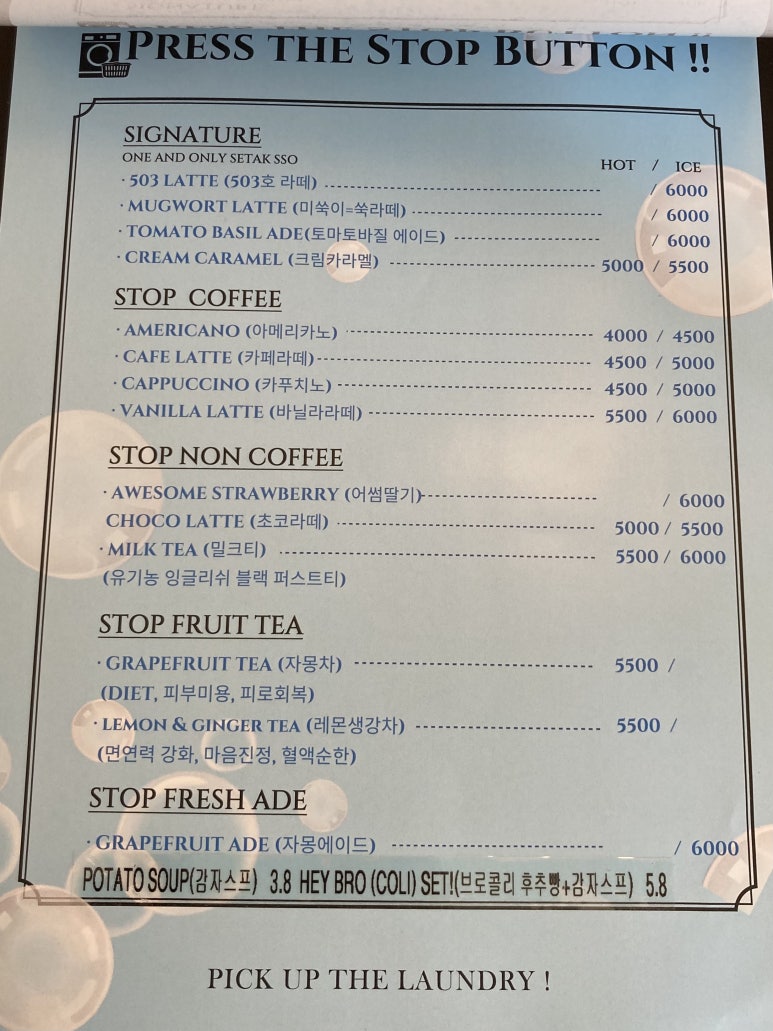 PRESS THE STOP BUTTON !!
SIGNATURE
ONE AND ONLY SETAK SSO
HOT / ICE
· 503 LATTE (503호 라떼) / 6000
· MUGWORT LATTE (미쑥이=쑥라떼) / 6000
· TOMATO BASIL ADE(토마토바질 에이드) / 6000
· CREAM CARAMEL (크림카라멜) 5000 / 5500
STOP COFFEE
· AMERICANO (아메리카노) 4000 / 4500
· CAFE LATTE (카페라떼) 4500 / 5000
· CAPPUCCINO (카푸치노) 4500 / 5000
· VANILLA LATTE (바닐라라떼) 5500 / 6000
STOP NON COFFEE
· AWESOME STRAWBERRY (어썸딸기) / 6000
CHOCO LATTE (초코라떼) 5000 / 5500
· MILK TEA (밀크티) 5500 / 6000
(유기농 잉글리쉬 블랙 퍼스트티)
STOP FRUIT TEA
· GRAPEFRUIT TEA (자몽차) 5500 /
(DIET, 피부미용, 피로회복)
· LEMON & GINGER TEA (레몬생강차) 5500 /
(면연력 강화, 마음진정, 혈액순한)
STOP FRESH ADE
· GRAPEFRUIT ADE (자몽에이드) / 6000
POTATO SOUP(감자스프) 3.8 HEY BRO (COLI) SET!(브로콜리 후추빵+감자스프) 5.8
PICK UP THE LAUNDRY !